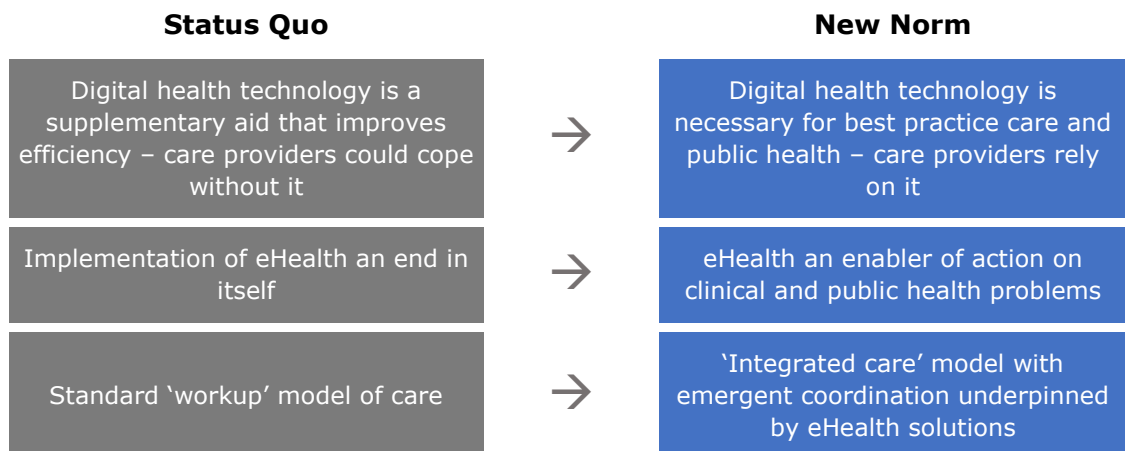 Status Quo
New Norm
Digital health technology is a
supplementary aid that improves
efficiency – care providers could cope
without it
→
Digital health technology is
necessary for best practice care and
public health – care providers rely
on it
Implementation of eHealth an end in
itself
→
eHealth an enabler of action on
clinical and public health problems
Standard ‘workup’ model of care
→
‘Integrated care’ model with
emergent coordination underpinned
by eHealth solutions